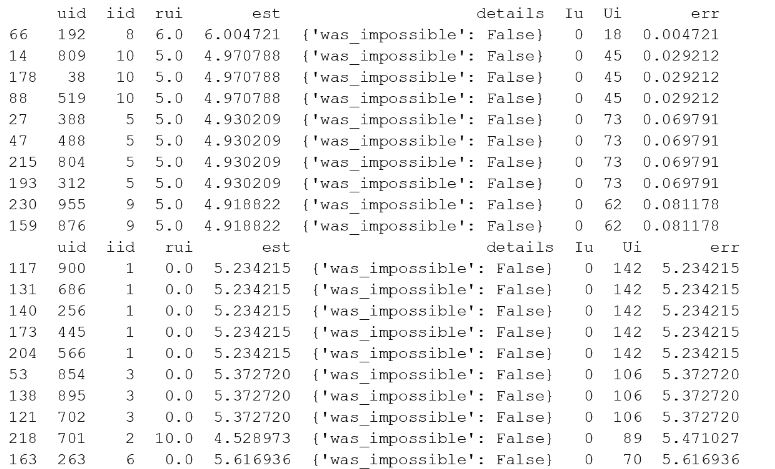 uid iid rui est details Iu Ui err
66 192 8 6.0 6.004721 {'was_impossible': False} 0 18 0.004721
14 809 10 5.0 4.970788 {'was_impossible': False} 0 45 0.029212
178 38 10 5.0 4.970788 {'was_impossible': False} 0 45 0.029212
88 519 10 5.0 4.970788 {'was_impossible': False} 0 45 0.029212
27 388 5 5.0 4.930209 {'was_impossible': False} 0 73 0.069791
47 488 5 5.0 4.930209 {'was_impossible': False} 0 73 0.069791
215 804 5 5.0 4.930209 {'was_impossible': False} 0 73 0.069791
193 312 5 5.0 4.930209 {'was_impossible': False} 0 73 0.069791
230 955 9 5.0 4.918822 {'was_impossible': False} 0 62 0.081178
159 876 9 5.0 4.918822 {'was_impossible': False} 0 62 0.081178
uid iid rui est details Iu Ui err
117 900 1 0.0 5.234215 {'was_impossible': False} 0 142 5.234215
131 686 1 0.0 5.234215 {'was_impossible': False} 0 142 5.234215
140 256 1 0.0 5.234215 {'was_impossible': False} 0 142 5.234215
173 445 1 0.0 5.234215 {'was_impossible': False} 0 142 5.234215
204 566 1 0.0 5.234215 {'was_impossible': False} 0 142 5.234215
53 854 3 0.0 5.372720 {'was_impossible': False} 0 106 5.372720
138 895 3 0.0 5.372720 {'was_impossible': False} 0 106 5.372720
121 702 3 0.0 5.372720 {'was_impossible': False} 0 106 5.372720
218 701 2 10.0 4.528973 {'was_impossible': False} 0 89 5.471027
163 263 6 0.0 5.616936 {'was_impossible': False} 0 70 5.616936